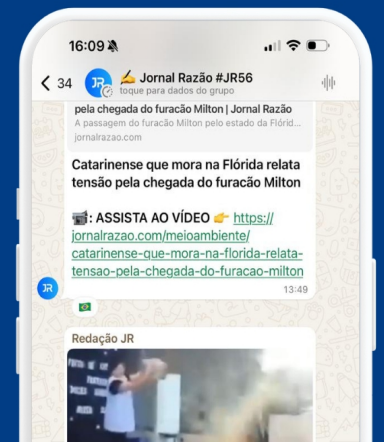 16:09
34
JR
Jornal Razão #JR56
toque para dados do grupo
pela chegada do furacão Milton | Jornal Razão
A passagem do furacão Milton pelo estado da Flórid...
jornalrazao.com
Catarinense que mora na Flórida relata
tensão pela chegada do furacão Milton
📹: ASSISTA AO VÍDEO 👉 https://
jornalrazao.com/meioambiente/
catarinense-que-mora-na-florida-relata-
tensao-pela-chegada-do-furacao-milton
13:49
JR
Redação JR